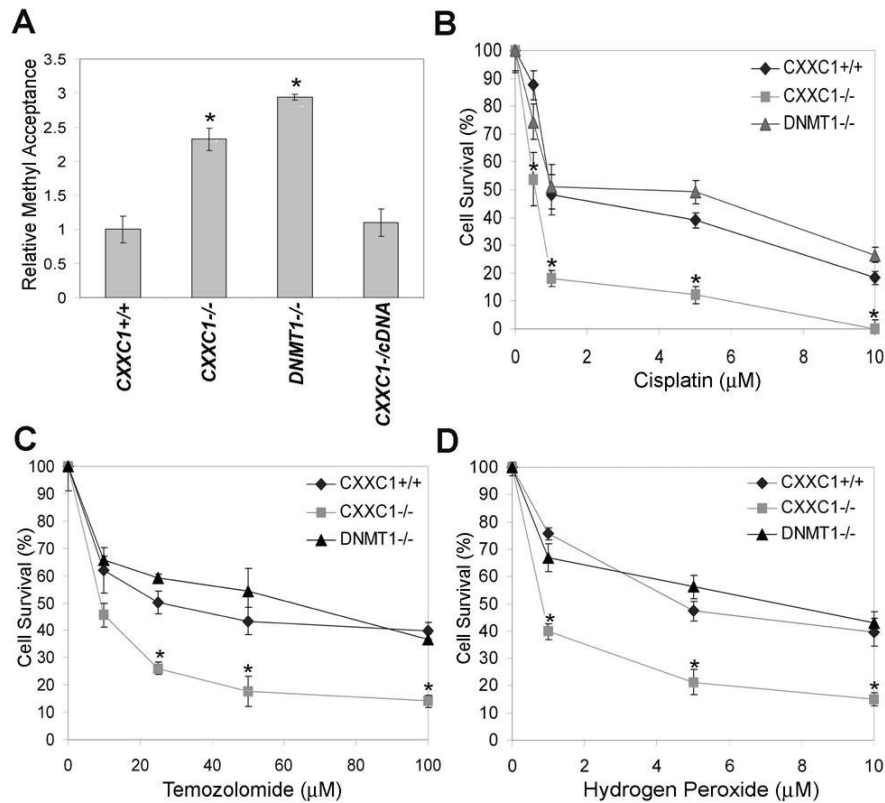 A
Relative Methyl Acceptance
3.5
3
2.5
2
1.5
1
0.5
0
*
*
CXXC1+/+
CXXC1-/-
DNMT1-/-
CXXC1-/cDNA
B
Cell Survival (%)
100
90
80
70
60
50
40
30
20
10
0
CXXC1+/+
CXXC1-/-
DNMT1-/-
*
*
*
*
0
2
4
6
8
10
Cisplatin (μM)
C
Cell Survival (%)
100
90
80
70
60
50
40
30
20
10
0
CXXC1+/+
CXXC1-/-
DNMT1-/-
*
*
*
0
20
40
60
80
100
Temozolomide (μM)
D
Cell Survival (%)
100
90
80
70
60
50
40
30
20
10
0
CXXC1+/+
CXXC1-/-
DNMT1-/-
*
*
*
0
2
4
6
8
10
Hydrogen Peroxide (μM)